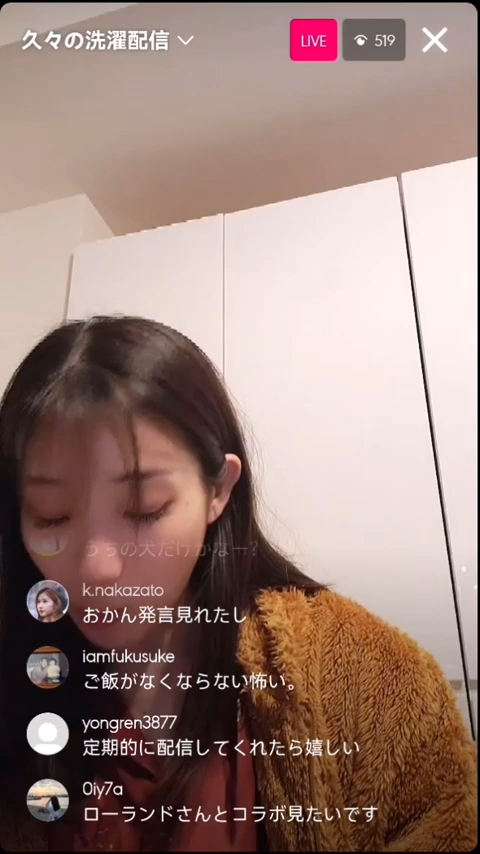 久々の洗濯配信
LIVE
519
うちの犬だけかなー?
k.nakazato
おかん発言見れたし
iamfukusuke
ご飯がなくならない怖い。
yongren3877
定期的に配信してくれたら嬉しい
0iy7a
ローランドさんとコラボ見たいです